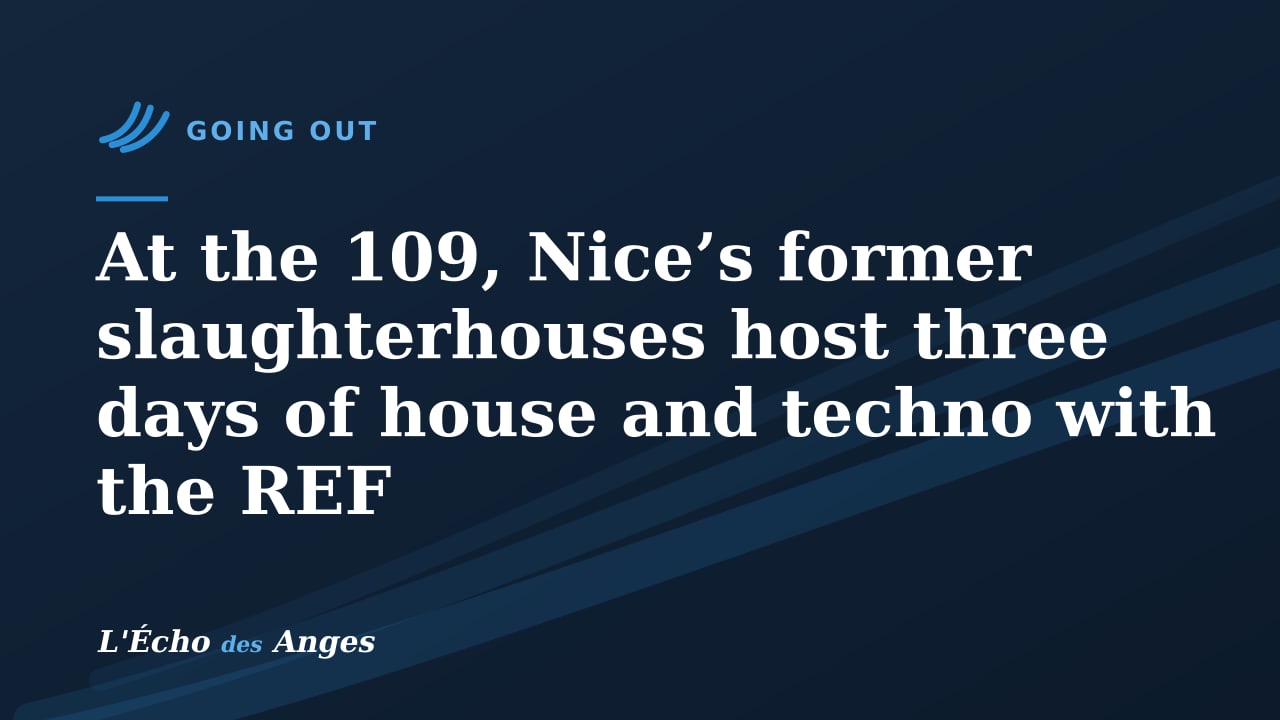 GOING OUT
At the 109, Nice’s former
slaughterhouses host three
days of house and techno with
the REF
L'Écho des Anges